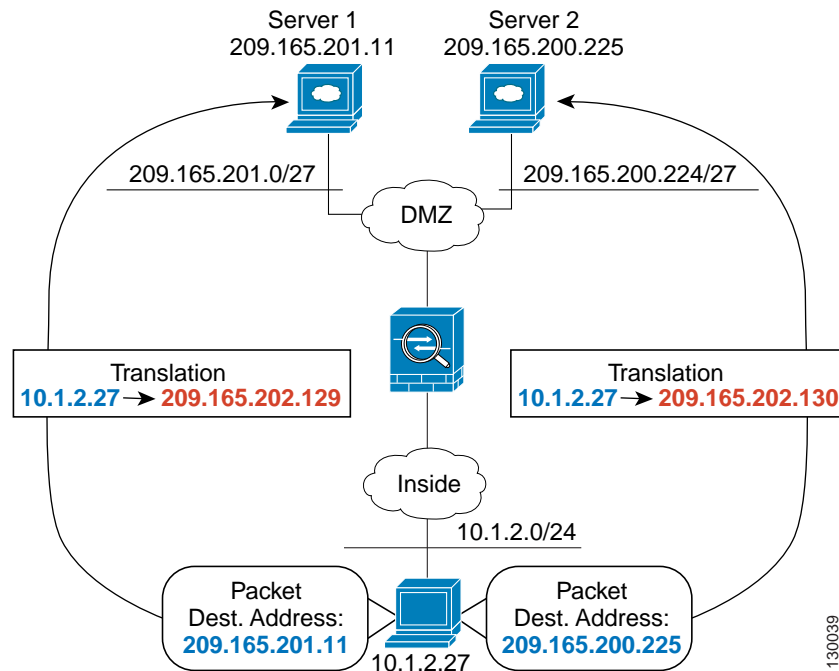 Server 1
209.165.201.11
Server 2
209.165.200.225
209.165.201.0/27
209.165.200.224/27
DMZ
Translation
10.1.2.27 → 209.165.202.129
Translation
10.1.2.27 → 209.165.202.130
Inside
10.1.2.0/24
Packet
Dest. Address:
209.165.201.11
Packet
Dest. Address:
209.165.200.225
10.1.2.27
130039